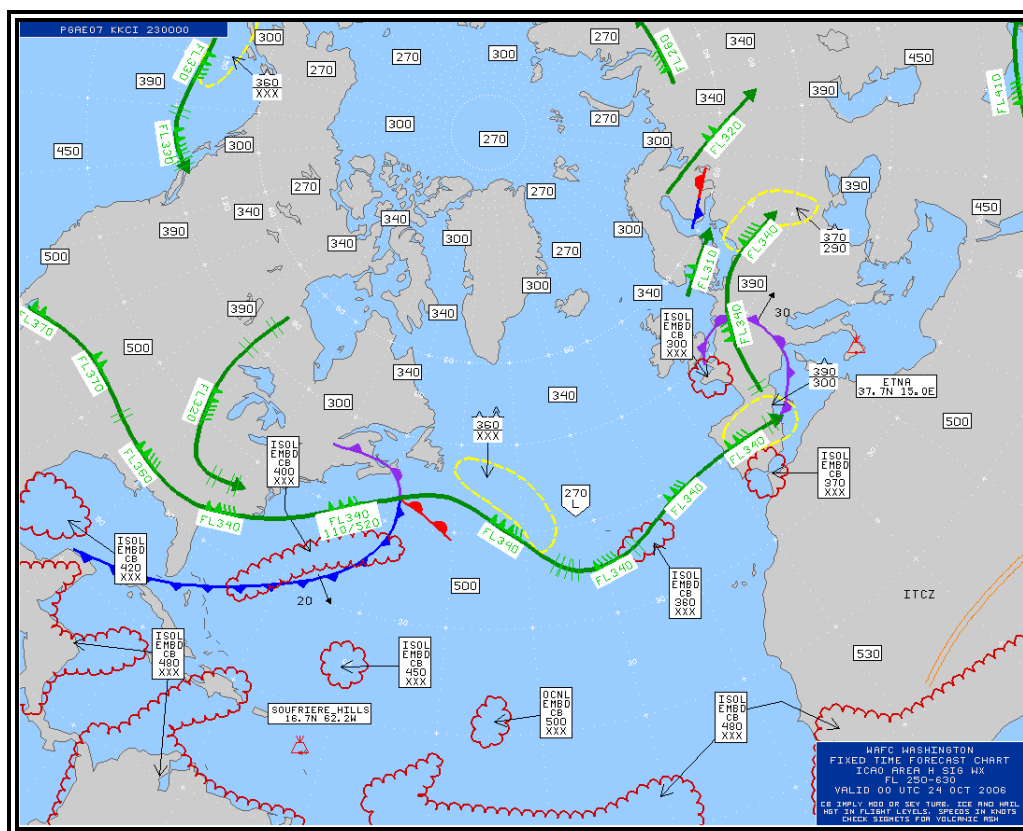 PGAE07 KKCI 230000
300
270
270
340
450
FL260
FL330
360
XXX
390
340
390
FL410
FL330
300
270
270
300
300
450
270
270
390
340
340
FL320
450
390
340
300
300
270
370
290
500
FL340
FL310
390
300
340
340
FL370
390
500
FL370
ISOL
EMBD
CB
300
XXX
FL340
30
340
390
300
ETNA
37.7N 15.0E
FL320
300
340
360
XXX
500
ISOL
EMBD
CB
400
XXX
FL340
ISOL
EMBD
CB
370
XXX
FL360
FL340
FL340
110/520
270
L
FL340
FL340
FL340
ISOL
EMBD
CB
420
XXX
20
500
ISOL
EMBD
CB
360
XXX
ITCZ
ISOL
EMBD
CB
480
XXX
ISOL
EMBD
CB
450
XXX
530
SOUFRIERE_HILLS
16.7N 62.2W
OCNL
EMBD
CB
500
XXX
ISOL
EMBD
CB
480
XXX
WAFC WASHINGTON
FIXED TIME FORECAST CHART
ICAO AREA H SIG WX
FL 250-630
VALID 00 UTC 24 OCT 2006
CB IMPLY MOD OR SEV TURB, ICE AND HAIL
HGT IN FLIGHT LEVELS, SPEEDS IN KNOTS
CHECK SIGMETS FOR VOLCANIC ASH